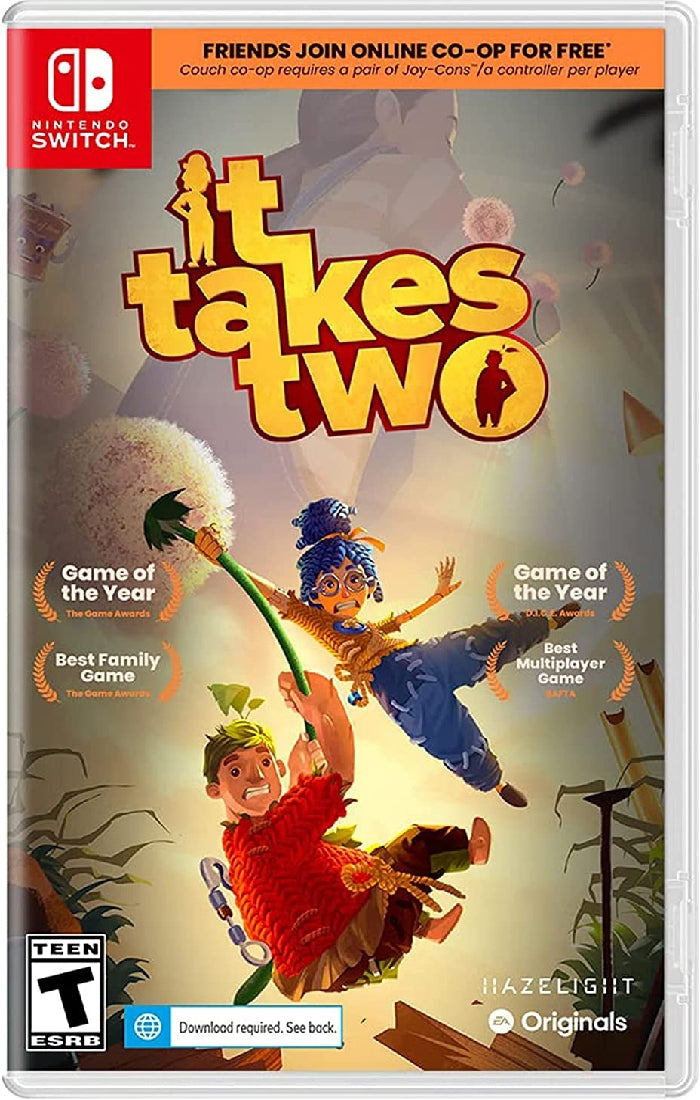 FRIENDS JOIN ONLINE CO-OP FOR FREE*
Couch co-op requires a pair of Joy-Cons™/a controller per player
NINTENDO
SWITCH™
it
takes
two
Game of
the Year
The Game Awards
Game of
the Year
D.I.C.E. Awards
Best Family
Game
The Game Awards
Best
Multiplayer
Game
BAFTA
TEEN
T
ESRB
Download required. See back.
HAZELIGHT
EA Originals